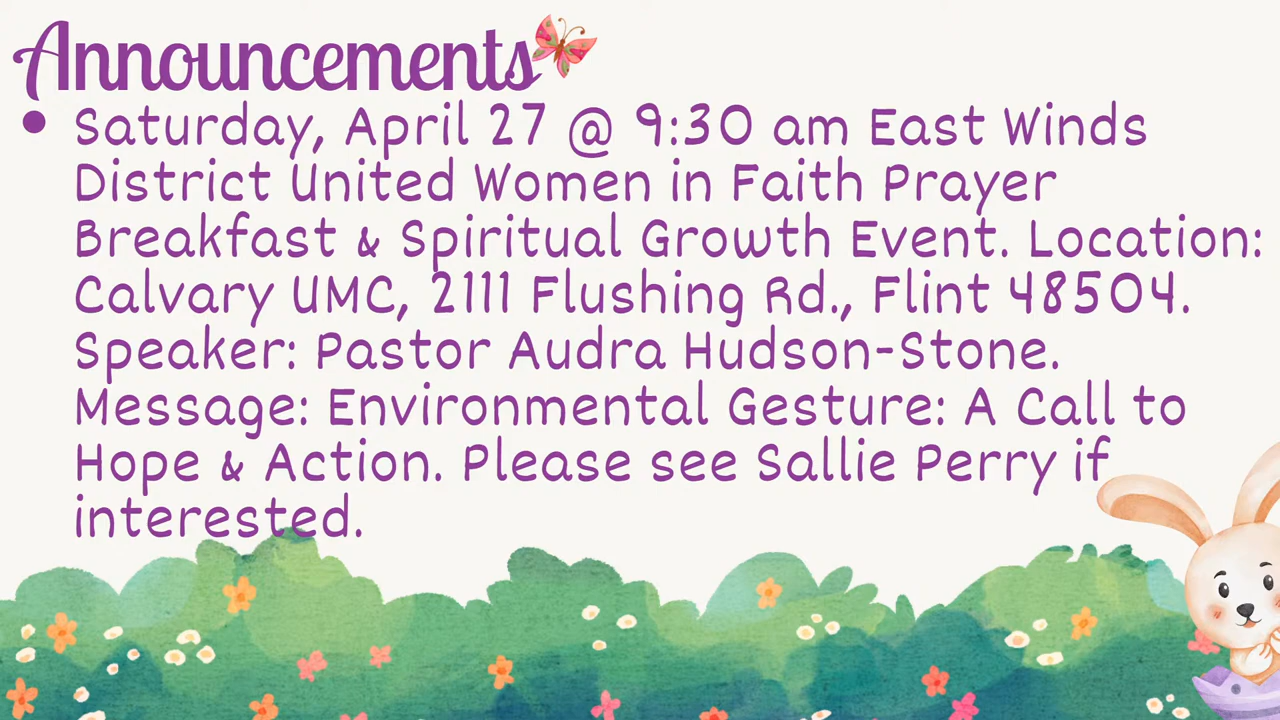 Announcements
• Saturday, April 27 @ 9:30 am East Winds
District United Women in Faith Prayer
Breakfast & Spiritual Growth Event. Location:
Calvary UMC, 2111 Flushing Rd., Flint 48504.
Speaker: Pastor Audra Hudson-Stone.
Message: Environmental Gesture: A Call to
Hope & Action. Please see Sallie Perry if
interested.